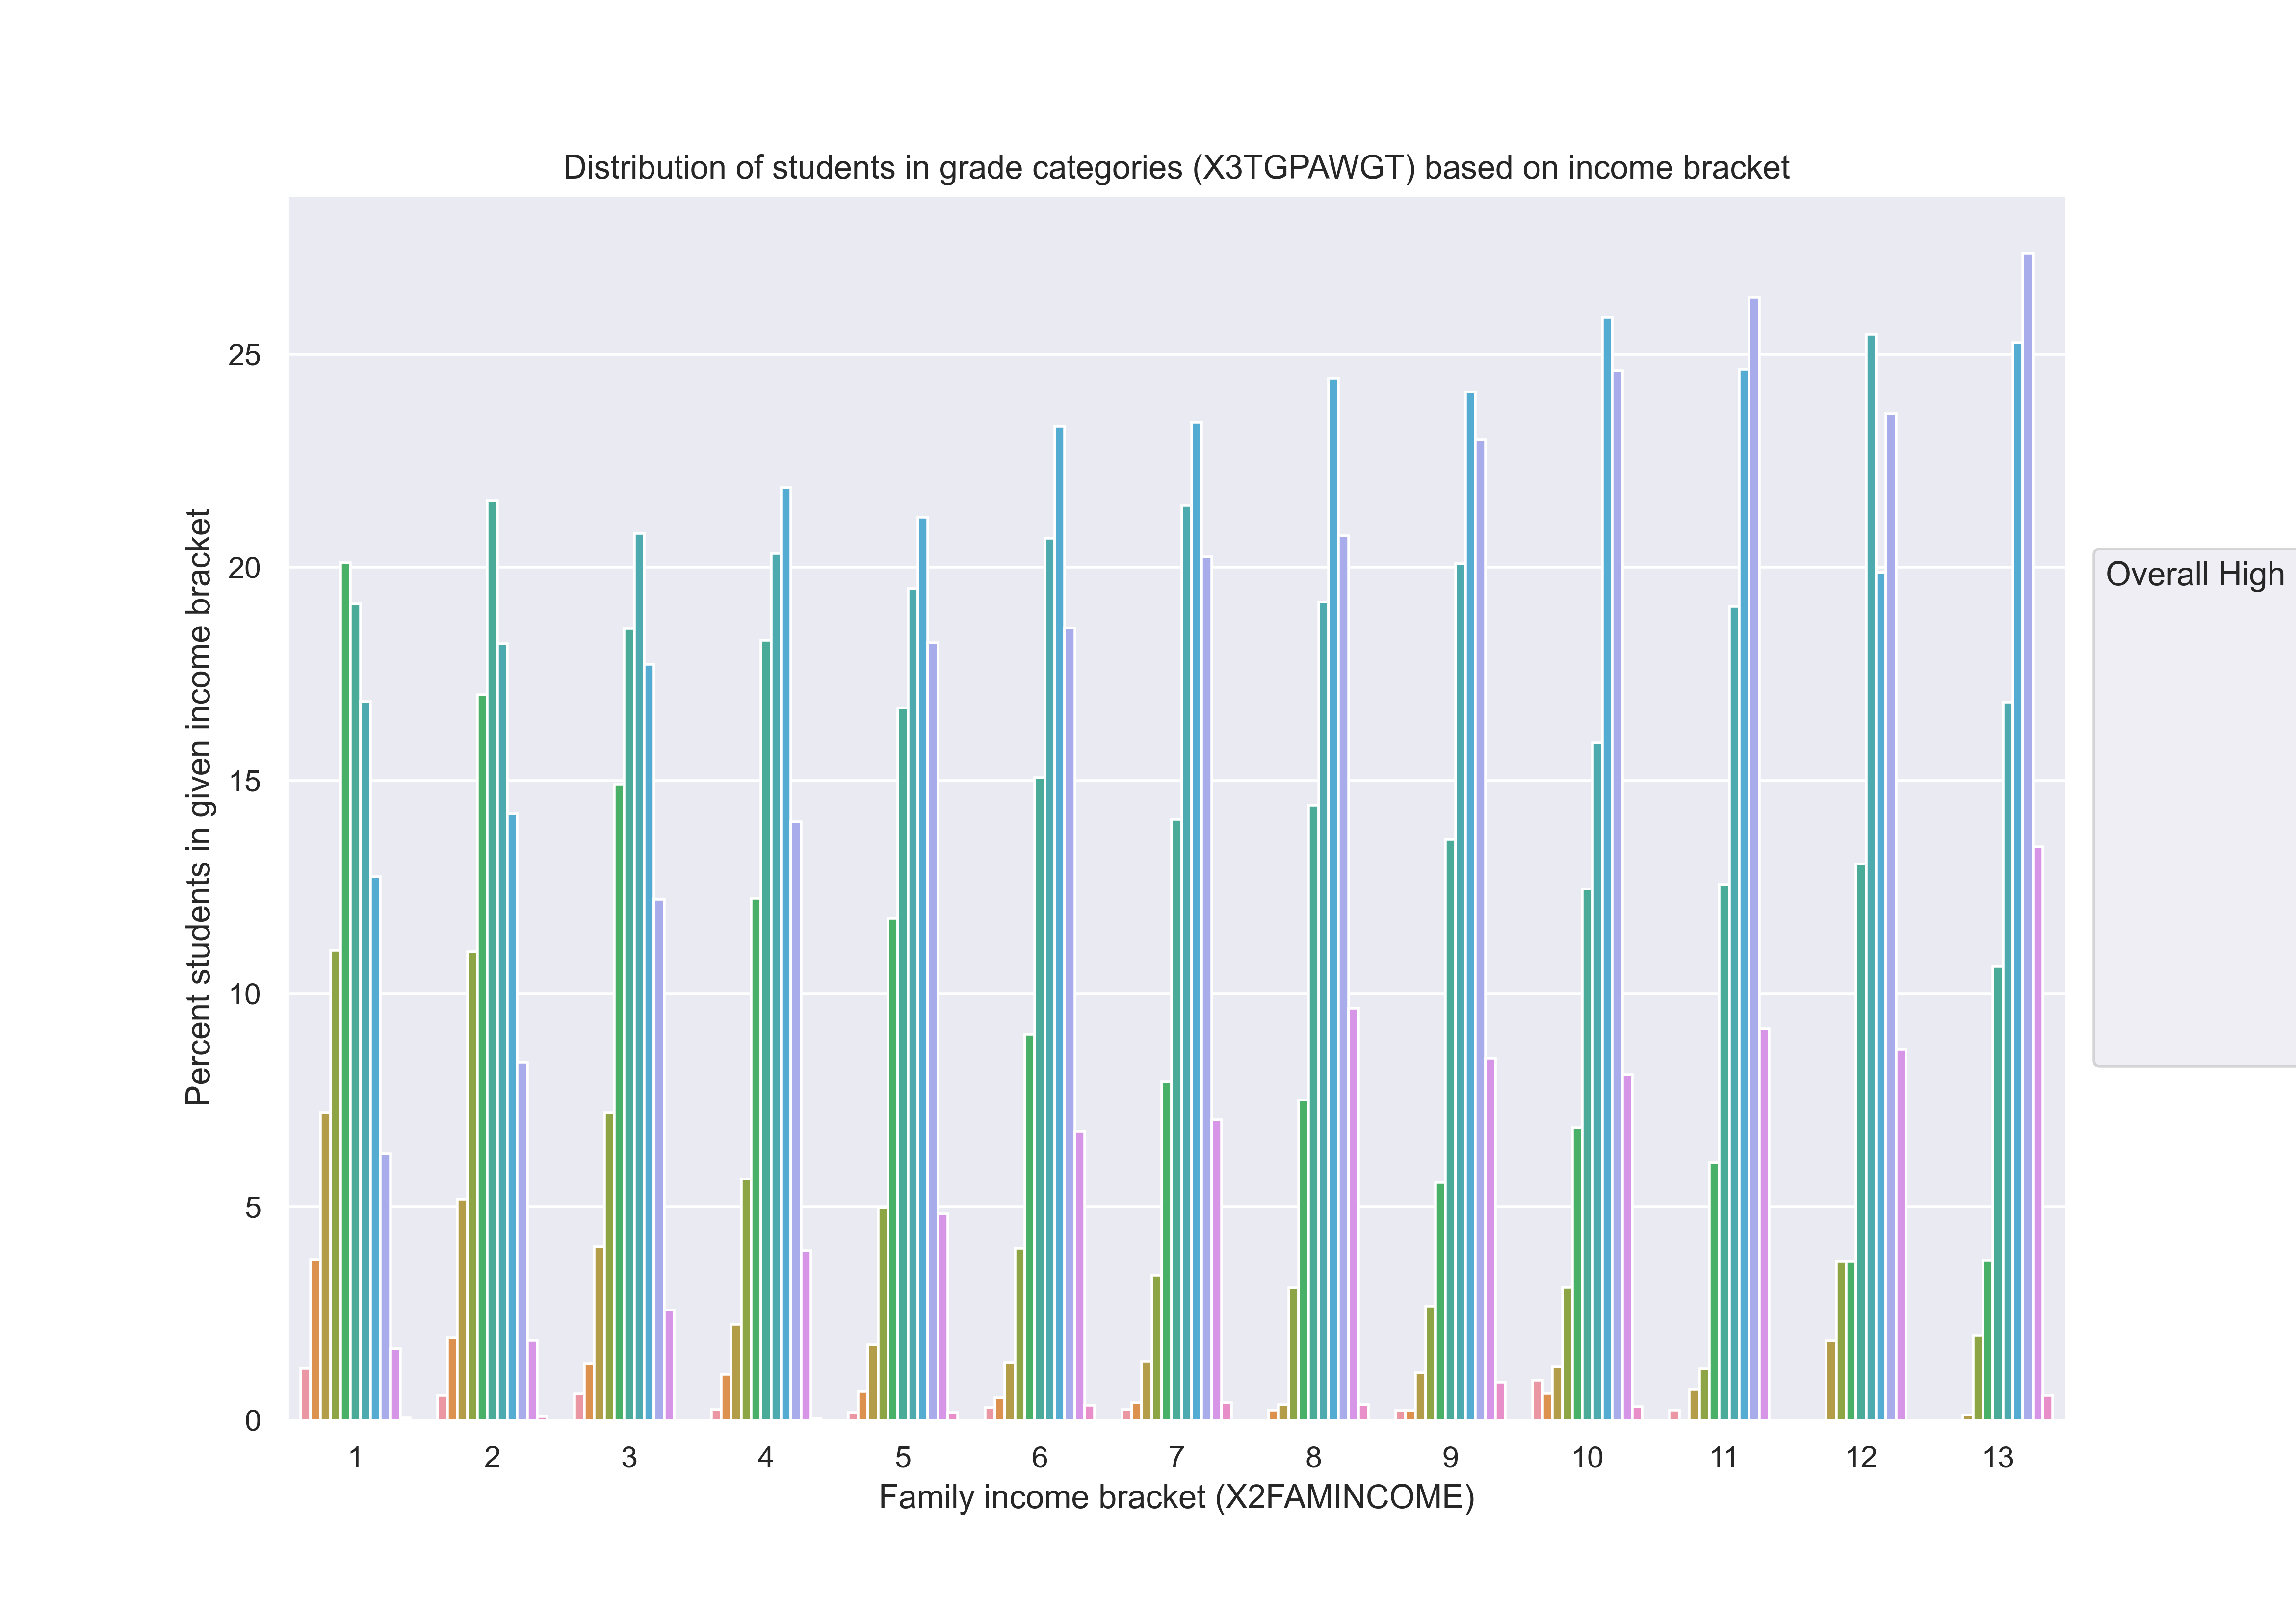 Distribution of students in grade categories (X3TGPAWGT) based on income bracket
Percent students in given income bracket
25
20
15
10
5
0
1 2 3 4 5 6 7 8 9 10 11 12 13
Family income bracket (X2FAMINCOME)
Overall High